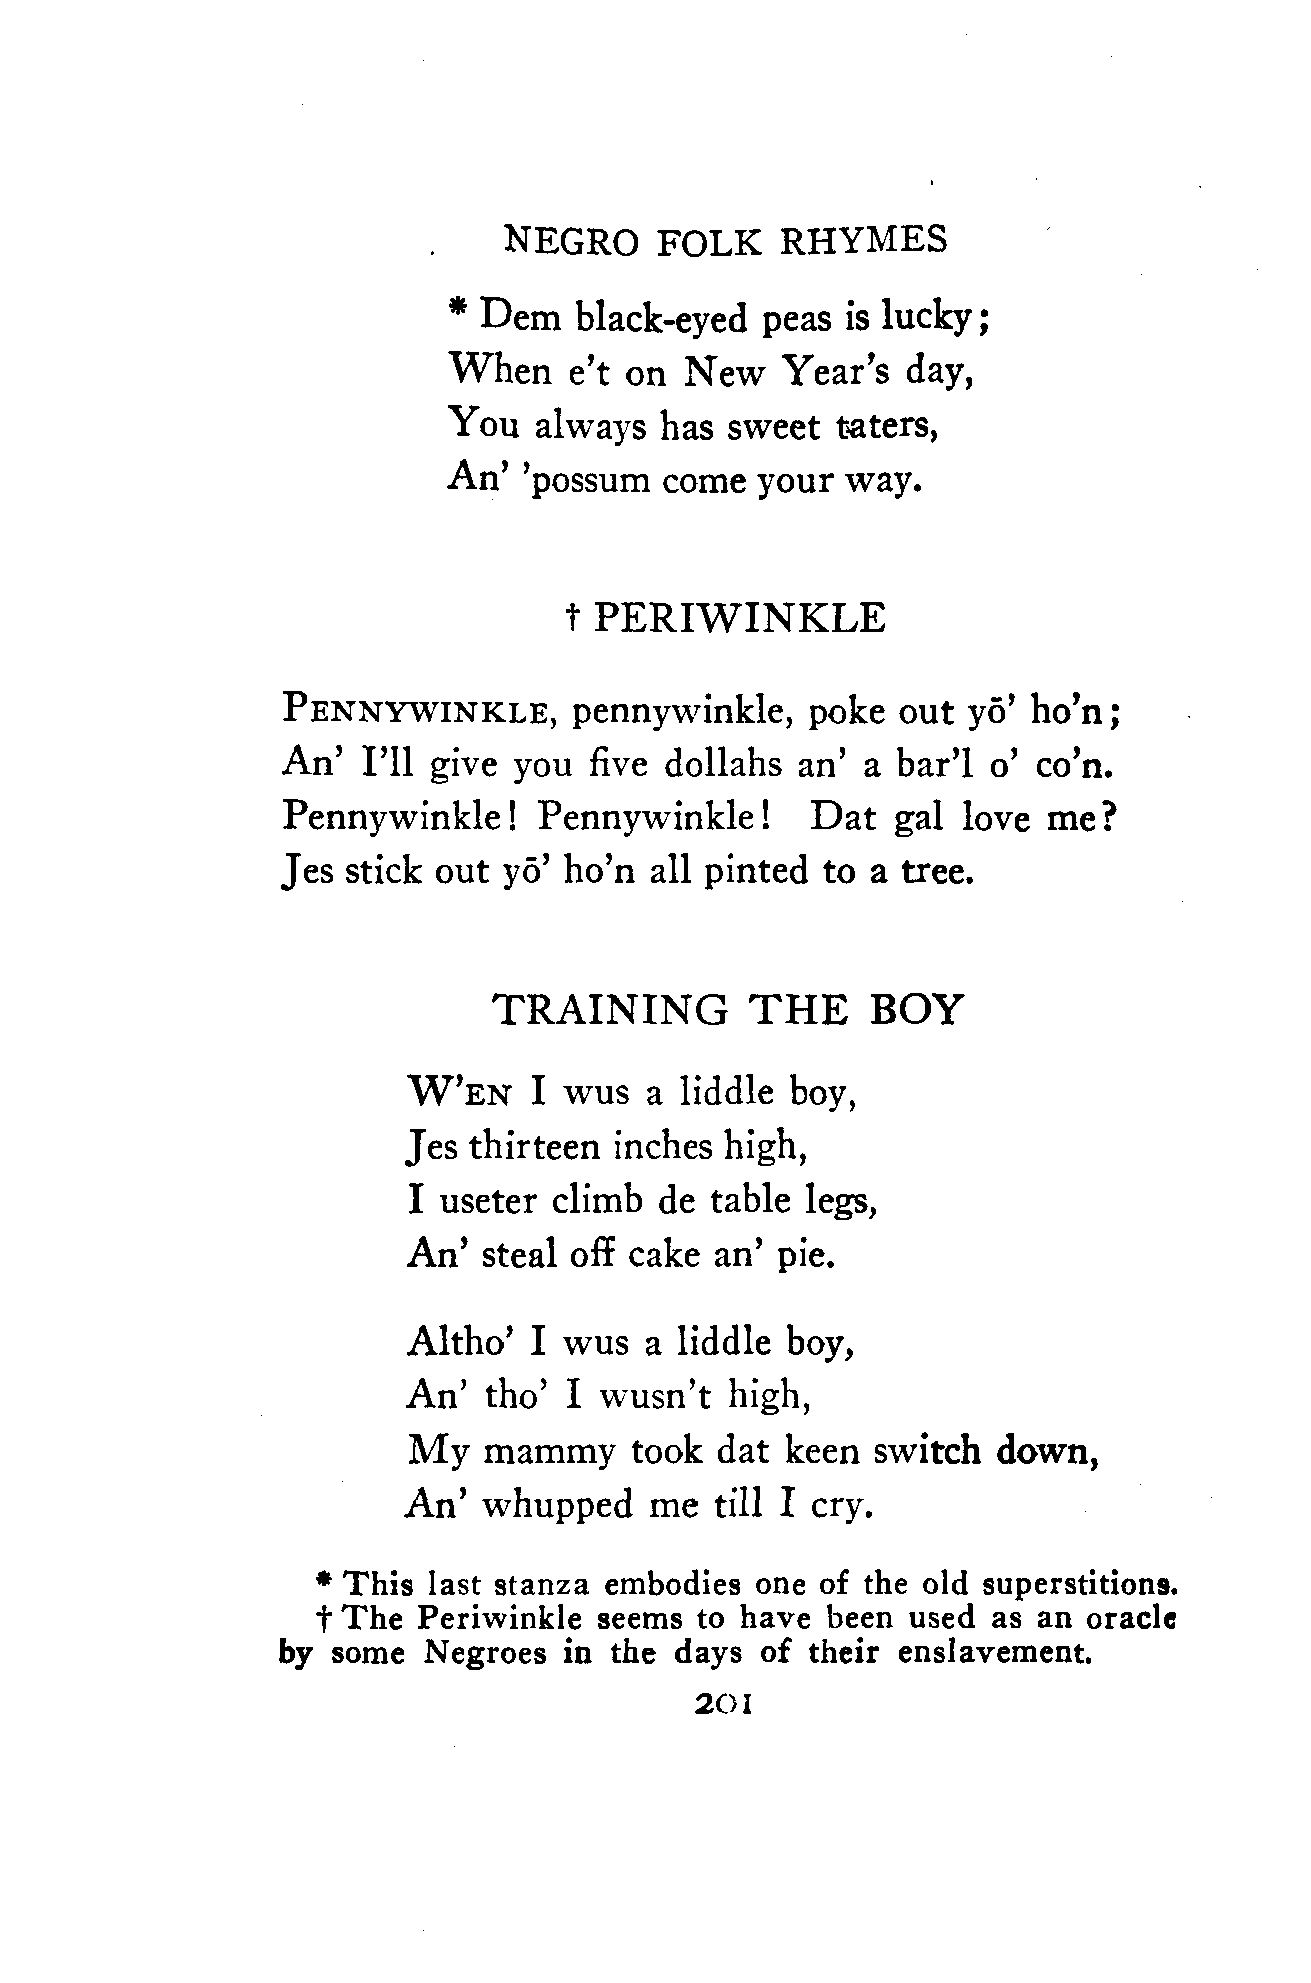 NEGRO FOLK RHYMES
* Dem black-eyed peas is lucky;
When e't on New Year's day,
You always has sweet taters,
An' 'possum come your way.
† PERIWINKLE
PENNYWINKLE, pennywinkle, poke out yō' ho'n;
An' I'll give you five dollahs an' a bar'l o' co'n.
Pennywinkle! Pennywinkle! Dat gal love me?
Jes stick out yō' ho'n all pinted to a tree.
TRAINING THE BOY
W'EN I wus a liddle boy,
Jes thirteen inches high,
I useter climb de table legs,
An' steal off cake an' pie.
Altho' I wus a liddle boy,
An' tho' I wusn't high,
My mammy took dat keen switch down,
An' whupped me till I cry.
* This last stanza embodies one of the old superstitions.
† The Periwinkle seems to have been used as an oracle
by some Negroes in the days of their enslavement.
201